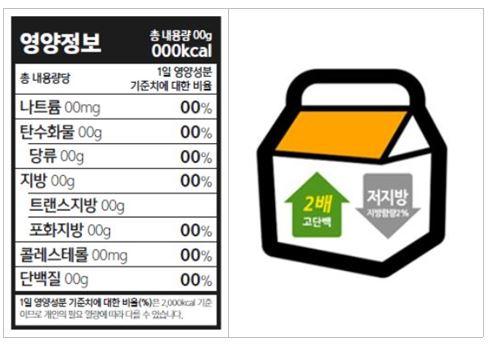 영양정보
총 내용량 00g
000kcal
총 내용량당
1일 영양성분
기준치에 대한 비율
나트륨 00mg 00%
탄수화물 00g 00%
당류 00g 00%
지방 00g 00%
트랜스지방 00g
포화지방 00g 00%
콜레스테롤 00mg 00%
단백질 00g 00%
1일 영양성분 기준치에 대한 비율(%)은 2,000kcal 기준
이므로 개인의 필요 열량에 따라 다를 수 있습니다.
2배
고단백
저지방
지방함량2%